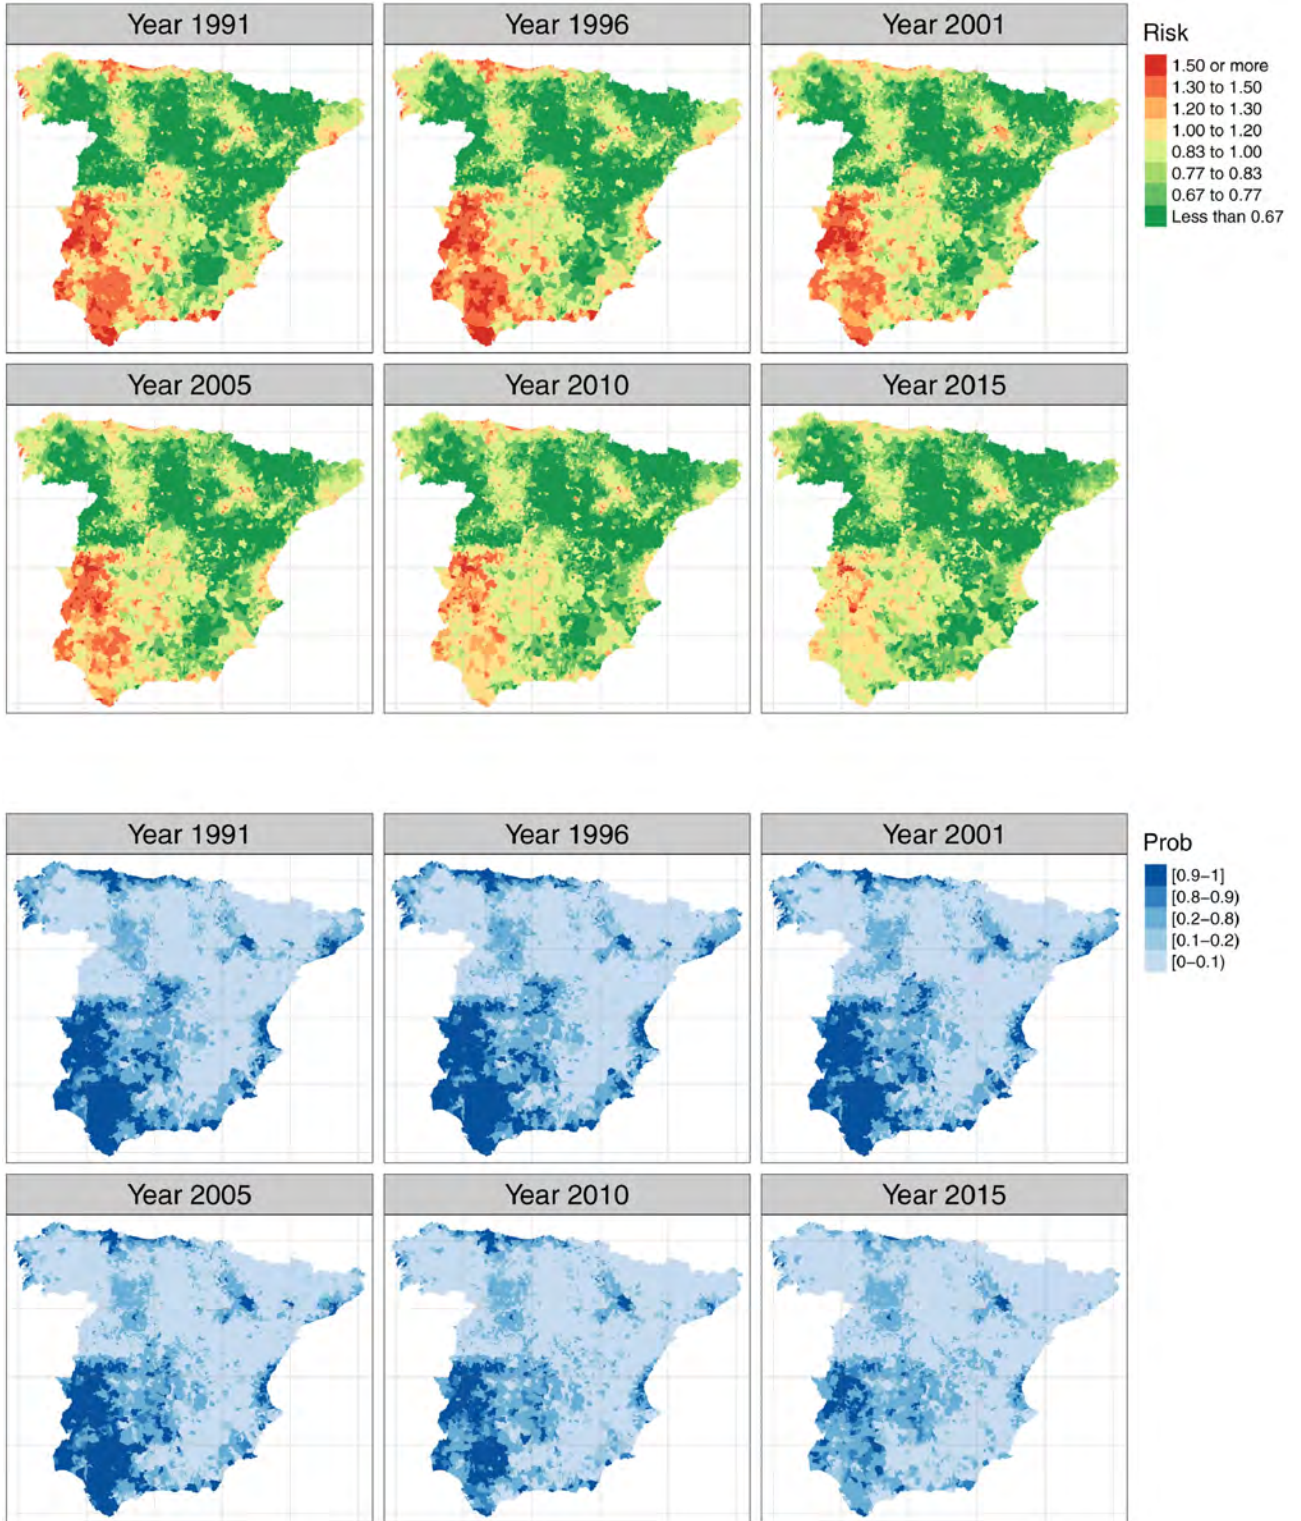 Year 1991
Year 1996
Year 2001
Risk
1.50 or more
1.30 to 1.50
1.20 to 1.30
1.00 to 1.20
0.83 to 1.00
0.77 to 0.83
0.67 to 0.77
Less than 0.67
Year 2005
Year 2010
Year 2015
Year 1991
Year 1996
Year 2001
Prob
[0.9−1]
[0.8−0.9)
[0.2−0.8)
[0.1−0.2)
[0−0.1)
Year 2005
Year 2010
Year 2015